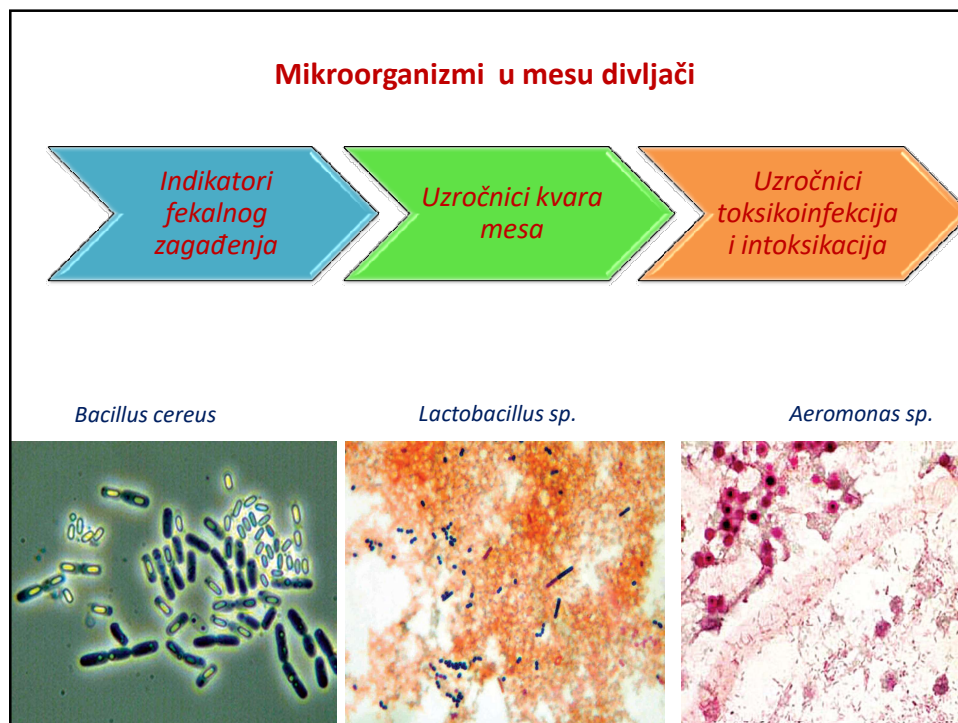 Mikroorganizmi u mesu divljači
Indikatori
fekalnog
zagađenja
Uzročnici kvara
mesa
Uzročnici
toksikoinfekcija
i intoksikacija
Bacillus cereus
Lactobacillus sp.
Aeromonas sp.